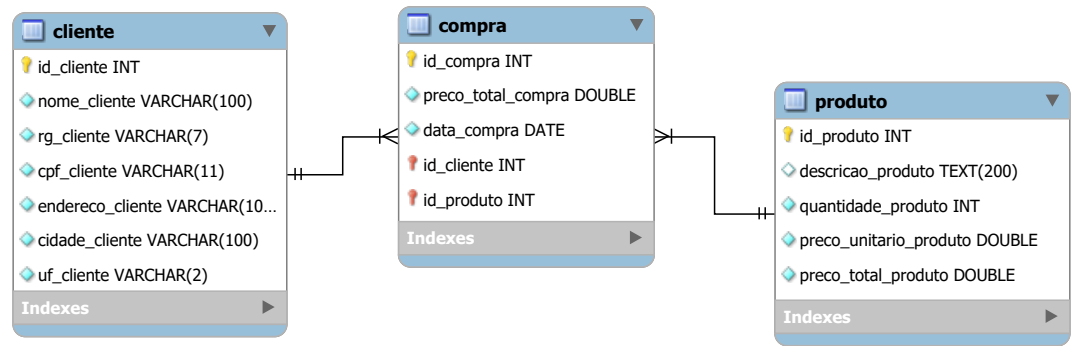 cliente
id_cliente INT
nome_cliente VARCHAR(100)
rg_cliente VARCHAR(7)
cpf_cliente VARCHAR(11)
endereco_cliente VARCHAR(10...
cidade_cliente VARCHAR(100)
uf_cliente VARCHAR(2)
Indexes
compra
id_compra INT
preco_total_compra DOUBLE
data_compra DATE
id_cliente INT
id_produto INT
Indexes
produto
id_produto INT
descricao_produto TEXT(200)
quantidade_produto INT
preco_unitario_produto DOUBLE
preco_total_produto DOUBLE
Indexes